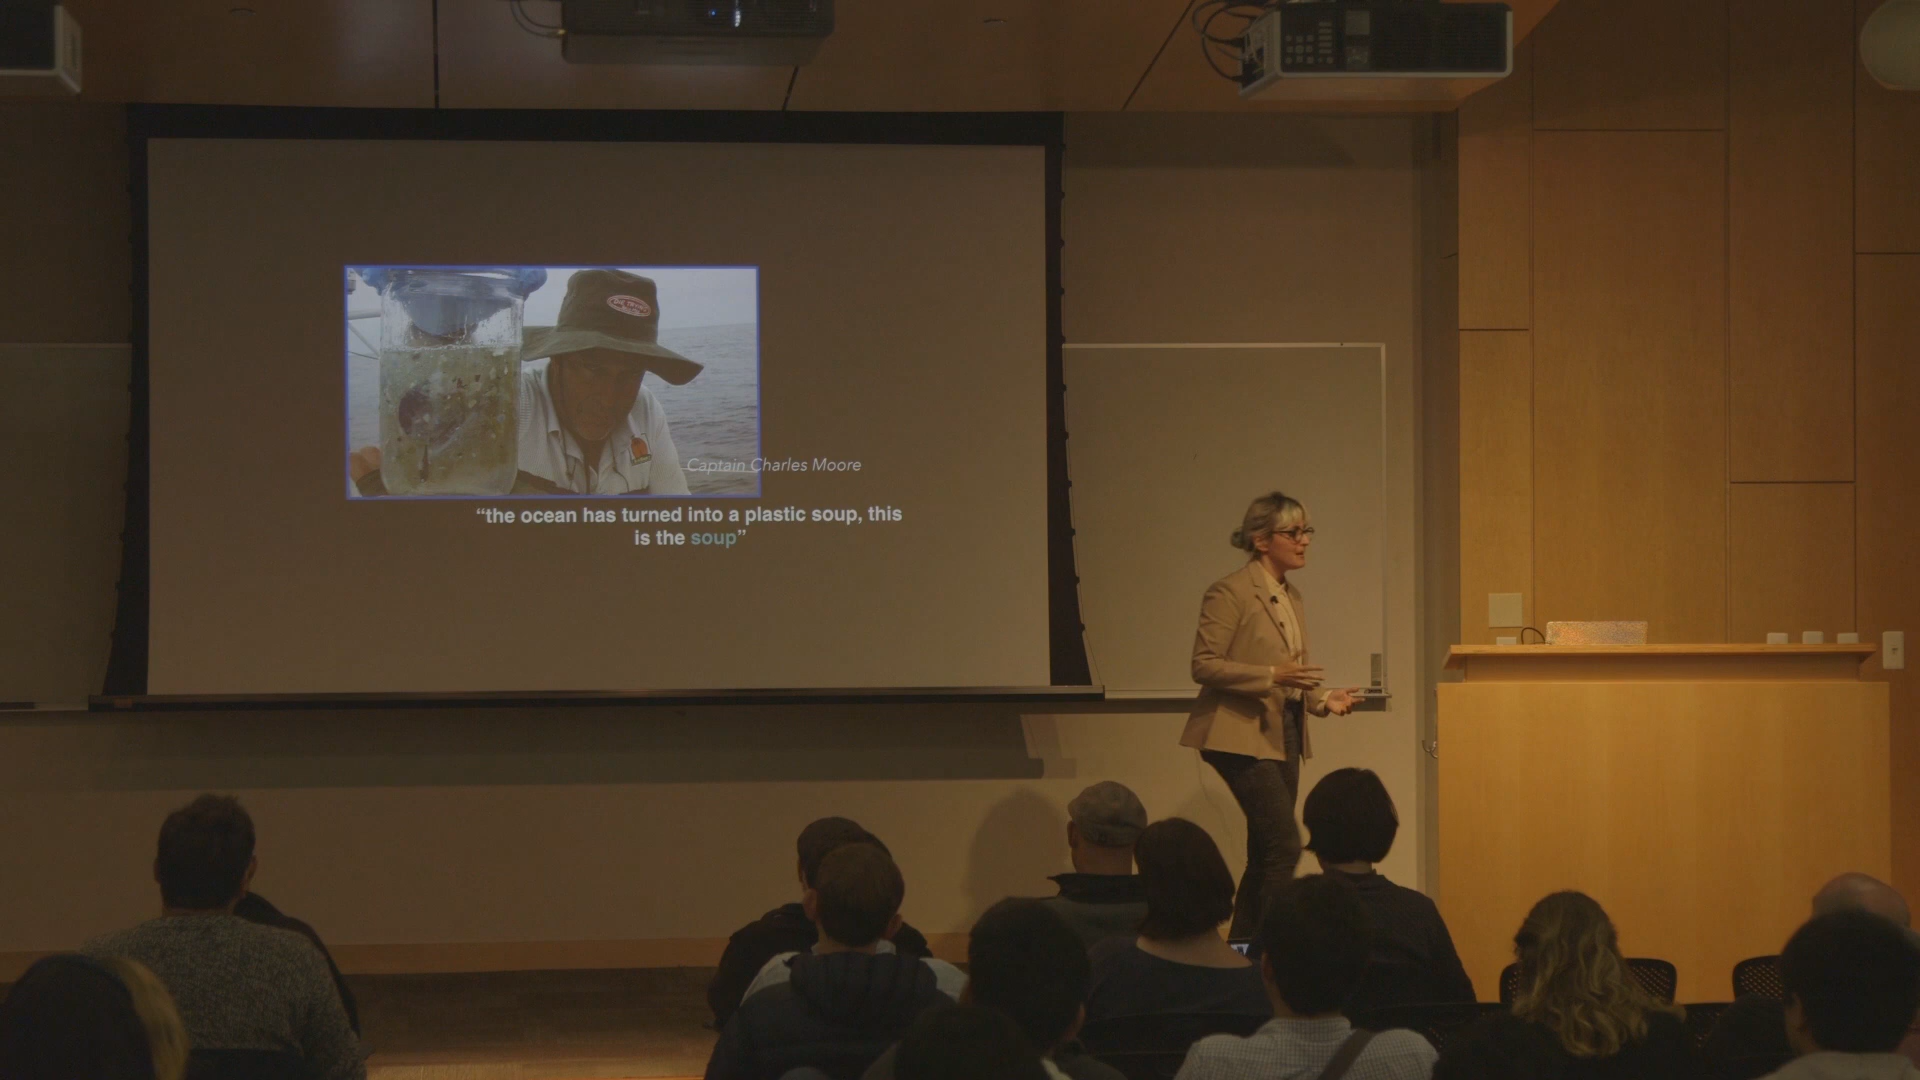 Captain Charles Moore
“the ocean has turned into a plastic soup, this
is the soup”